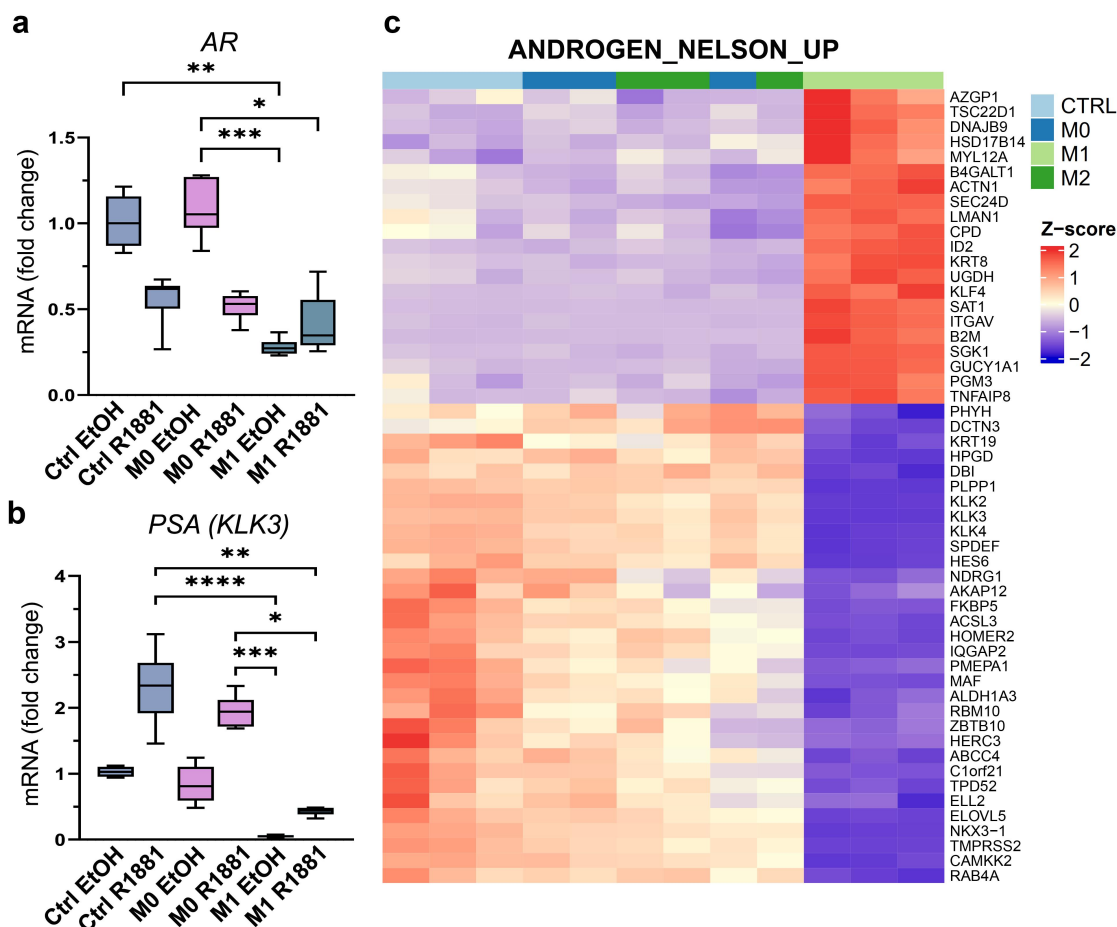 a
AR
**
*
***
mRNA (fold change)
1.5
1.0
0.5
0.0
Ctrl EtOH
Ctrl R1881
M0 EtOH
M0 R1881
M1 EtOH
M1 R1881
b
PSA (KLK3)
**
****
*
***
mRNA (fold change)
4
3
2
1
0
Ctrl EtOH
Ctrl R1881
M0 EtOH
M0 R1881
M1 EtOH
M1 R1881
c
ANDROGEN_NELSON_UP
AZGP1
TSC22D1
DNAJB9
HSD17B14
MYL12A
B4GALT1
ACTN1
SEC24D
LMAN1
CPD
ID2
KRT8
UGDH
KLF4
SAT1
ITGAV
B2M
SGK1
GUCY1A1
PGM3
TNFAIP8
PHYH
DCTN3
KRT19
HPGD
DBI
PLPP1
KLK2
KLK3
KLK4
SPDEF
HES6
NDRG1
AKAP12
FKBP5
ACSL3
HOMER2
IQGAP2
PMEPA1
MAF
ALDH1A3
RBM10
ZBTB10
HERC3
ABCC4
C1orf21
TPD52
ELL2
ELOVL5
NKX3−1
TMPRSS2
CAMKK2
RAB4A
CTRL
M0
M1
M2
Z−score
2
1
0
−1
−2